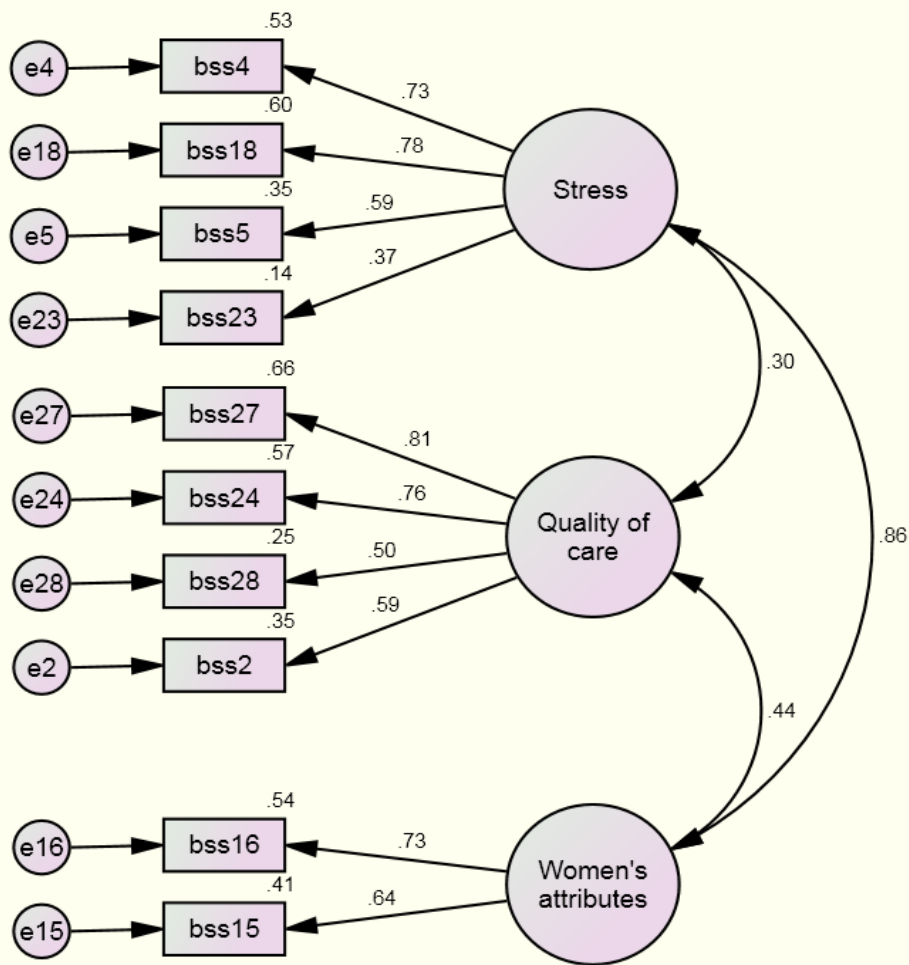 .53
e4
bss4
.73
.60
e18
bss18
.78
Stress
.35
e5
bss5
.59
.14
e23
bss23
.37
.30
.66
e27
bss27
.81
.57
e24
bss24
.76
Quality of
care
.25
e28
bss28
.50
.86
.35
e2
bss2
.59
.44
.54
e16
bss16
.73
Women's
attributes
.41
e15
bss15
.64